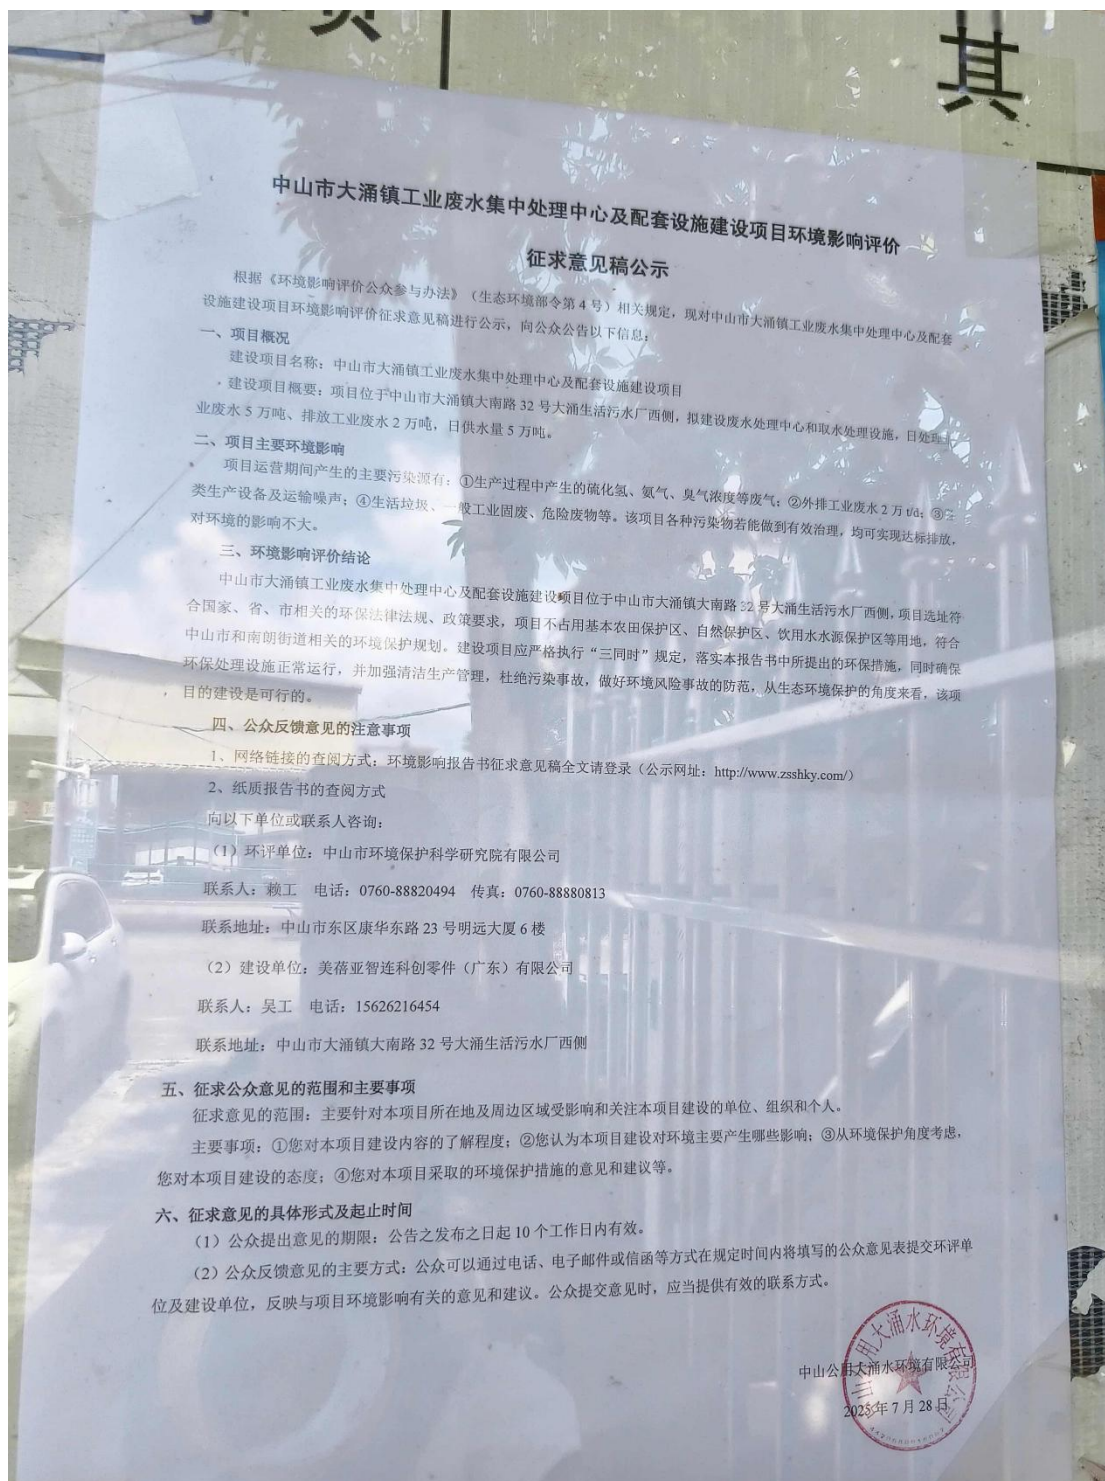 其
中山市大涌镇工业废水集中处理中心及配套设施建设项目环境影响评价
征求意见稿公示
根据《环境影响评价公众参与办法》（生态环境部令第4号）相关规定，现对中山市大涌镇工业废水集中处理中心及配套
设施建设项目环境影响评价征求意见稿进行公示，向公众公告以下信息：
一、项目概况
建设项目名称：中山市大涌镇工业废水集中处理中心及配套设施建设项目
建设项目概要：项目位于中山市大涌镇大南路32号大涌生活污水厂西侧，拟建设废水处理中心和取水处理设施，日处理
业废水5万吨、排放工业废水2万吨，日供水量5万吨。
二、项目主要环境影响
项目运营期间产生的主要污染源有：①生产过程中产生的硫化氢、氨气、臭气浓度等废气；②外排工业废水2万t/d；③
类生产设备及运输噪声；④生活垃圾、一般工业固废、危险废物等。该项目各种污染物若能做到有效治理，均可实现达标排放，
对环境的影响不大。
三、环境影响评价结论
中山市大涌镇工业废水集中处理中心及配套设施建设项目位于中山市大涌镇大南路32号大涌生活污水厂西侧，项目选址符
合国家、省、市相关的环保法律法规、政策要求，项目不占用基本农田保护区、自然保护区、饮用水水源保护区等用地，符合
中山市和南朗街道相关的环境保护规划。建设项目应严格执行“三同时”规定，落实本报告书中所提出的环保措施，同时确保
环保处理设施正常运行，并加强清洁生产管理，杜绝污染事故，做好环境风险事故的防范，从生态环境保护的角度来看，该项
目的建设是可行的。
四、公众反馈意见的注意事项
1、网络链接的查阅方式：环境影响报告书征求意见稿全文请登录（公示网址：http://www.zsshky.com/）
2、纸质报告书的查阅方式
向以下单位或联系人咨询：
（1）环评单位：中山市环境保护科学研究院有限公司
联系人：赖工 电话：0760-88820494 传真：0760-88880813
联系地址：中山市东区康华东路23号明远大厦6楼
（2）建设单位：美蓓亚智连科创零件（广东）有限公司
联系人：吴工 电话：15626216454
联系地址：中山市大涌镇大南路32号大涌生活污水厂西侧
五、征求公众意见的范围和主要事项
征求意见的范围：主要针对本项目所在地及周边区域受影响和关注本项目建设的单位、组织和个人。
主要事项：①您对本项目建设内容的了解程度；②您认为本项目建设对环境主要产生哪些影响；③从环境保护角度考虑，
您对本项目建设的态度；④您对本项目采取的环境保护措施的意见和建议等。
六、征求意见的具体形式及起止时间
（1）公众提出意见的期限：公告之发布之日起10个工作日内有效。
（2）公众反馈意见的主要方式：公众可以通过电话、电子邮件或信函等方式在规定时间内将填写的公众意见表提交环评单
位及建设单位，反映与项目环境影响有关的意见和建议。公众提交意见时，应当提供有效的联系方式。
中山公用大涌水环境有限公司
2025年7月28日
中山公用大涌水环境有限公司